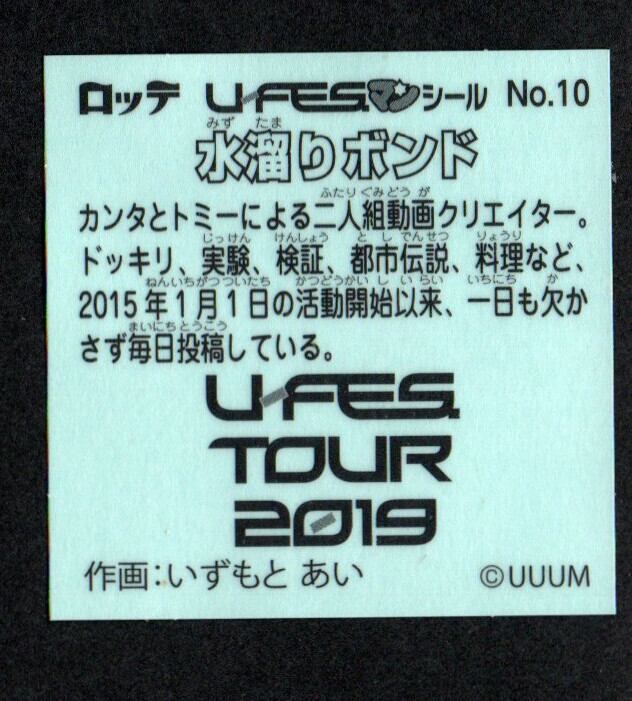 ロッテ U-FES.マンシール No.10
みず たま
水溜りボンド
ふたりぐみどうが
カンタとトミーによる二人組動画クリエイター。
じっけん けんしょう としでんせつ りょうり
ドッキリ、実験、検証、都市伝説、料理など、
ねんいちがつついたち かつどうかいしいらい いちにち か
2015年1月1日の活動開始以来、一日も欠か
まいにちとうこう
さず毎日投稿している。
U-FES.
TOUR
2019
作画:いずもと あい ©UUUM